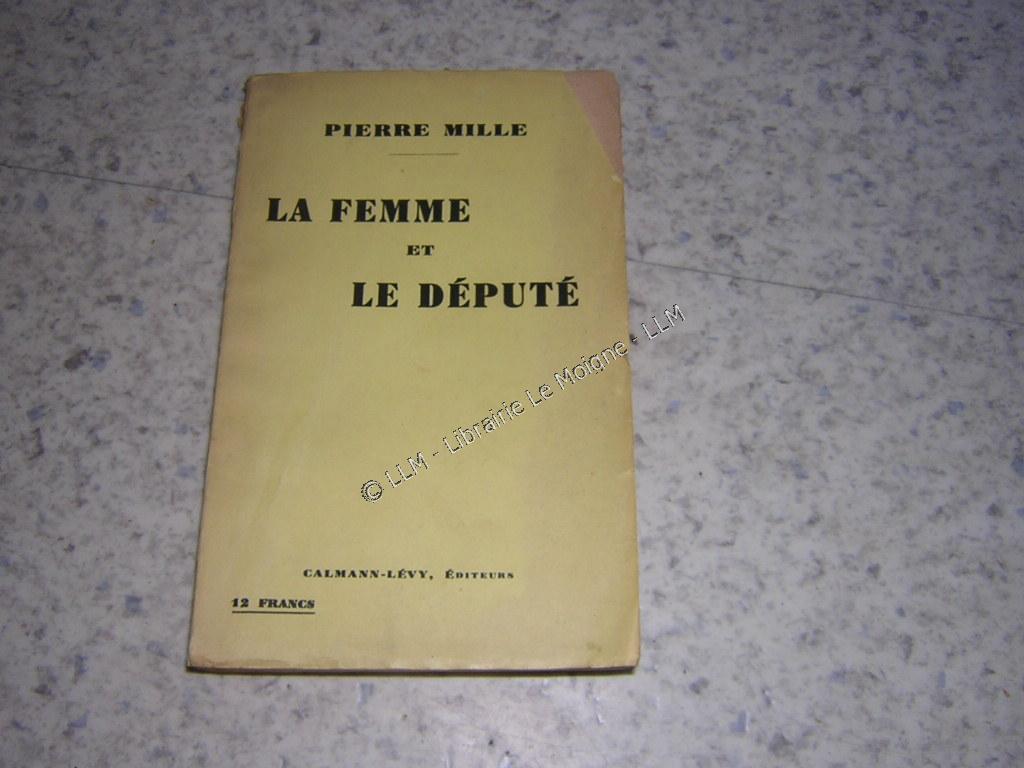 PIERRE MILLE
LA FEMME
ET
LE DÉPUTÉ
© LLM - Librairie Le Moigne - LLM
CALMANN-LÉVY, ÉDITEURS
12 FRANCS